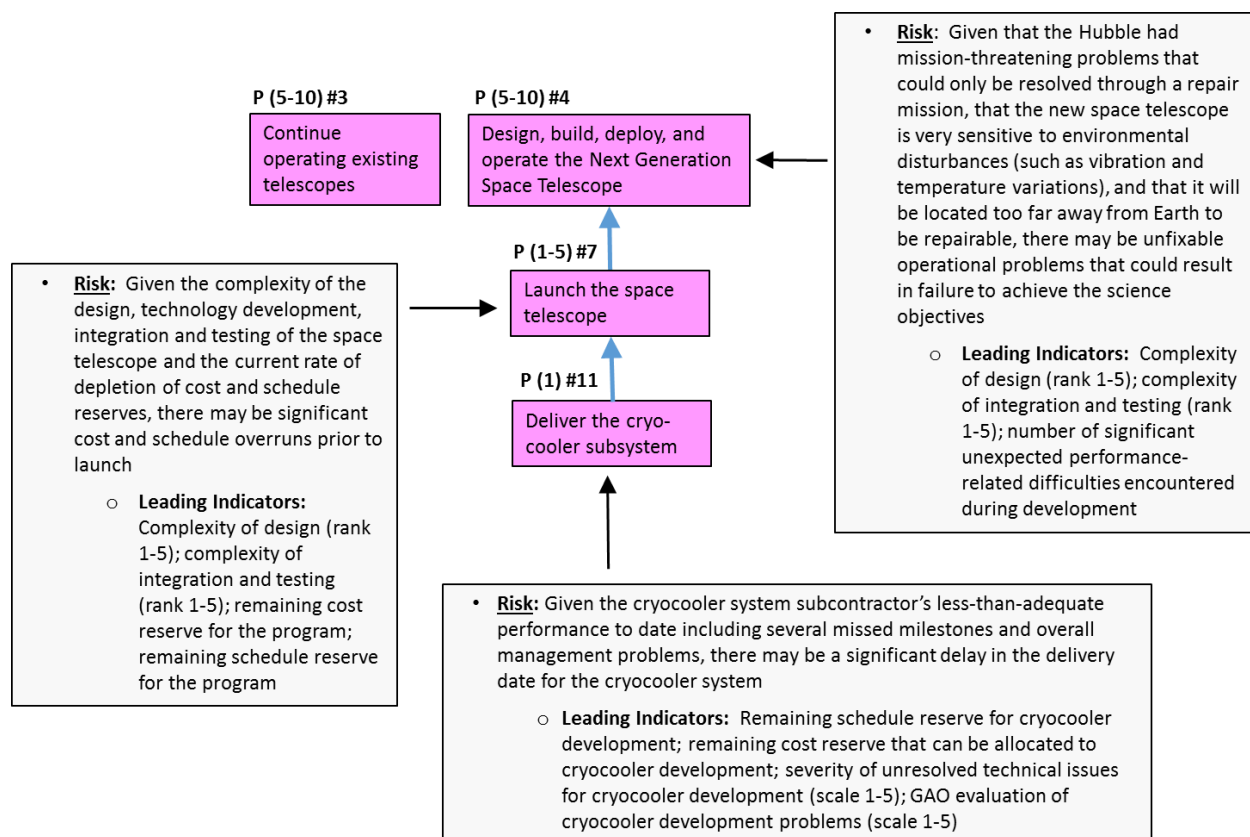 P (5-10) #3
Continue
operating existing
telescopes
P (5-10) #4
Design, build, deploy, and
operate the Next Generation
Space Telescope
• Risk: Given that the Hubble had
mission-threatening problems that
could only be resolved through a repair
mission, that the new space telescope
is very sensitive to environmental
disturbances (such as vibration and
temperature variations), and that it will
be located too far away from Earth to
be repairable, there may be unfixable
operational problems that could result
in failure to achieve the science
objectives
o Leading Indicators: Complexity
of design (rank 1-5); complexity
of integration and testing (rank
1-5); number of significant
unexpected performance-
related difficulties encountered
during development
P (1-5) #7
Launch the space
telescope
• Risk: Given the complexity of the
design, technology development,
integration and testing of the space
telescope and the current rate of
depletion of cost and schedule
reserves, there may be significant
cost and schedule overruns prior to
launch
o Leading Indicators:
Complexity of design (rank
1-5); complexity of
integration and testing
(rank 1-5); remaining cost
reserve for the program;
remaining schedule reserve
for the program
P (1) #11
Deliver the cryo-
cooler subsystem
• Risk: Given the cryocooler system subcontractor’s less-than-adequate
performance to date including several missed milestones and overall
management problems, there may be a significant delay in the delivery
date for the cryocooler system
o Leading Indicators: Remaining schedule reserve for cryocooler
development; remaining cost reserve that can be allocated to
cryocooler development; severity of unresolved technical issues
for cryocooler development (scale 1-5); GAO evaluation of
cryocooler development problems (scale 1-5)